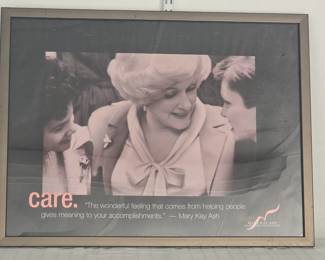 care.
"The wonderful feeling that comes from helping people
gives meaning to your accomplishments." — Mary Kay Ash